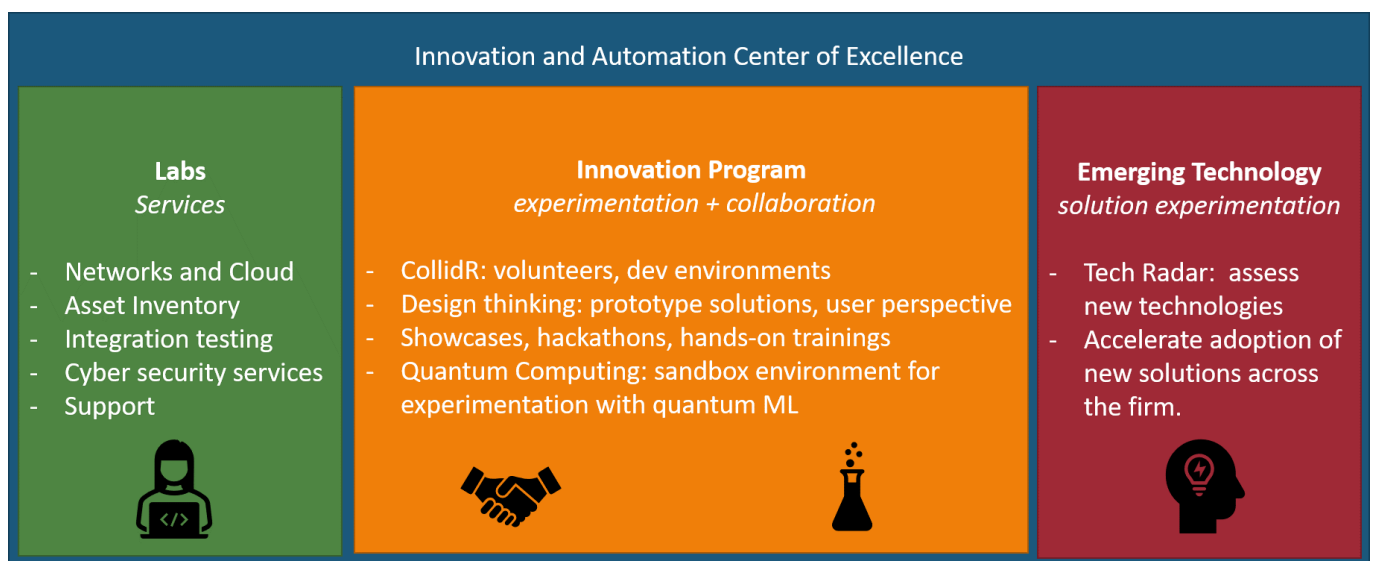 Innovation and Automation Center of Excellence
Labs
Services
- Networks and Cloud
- Asset Inventory
- Integration testing
- Cyber security services
- Support
</>
Innovation Program
experimentation + collaboration
- CollidR: volunteers, dev environments
- Design thinking: prototype solutions, user perspective
- Showcases, hackathons, hands-on trainings
- Quantum Computing: sandbox environment for
experimentation with quantum ML
Emerging Technology
solution experimentation
- Tech Radar:  assess
new technologies
- Accelerate adoption of
new solutions across
the firm.